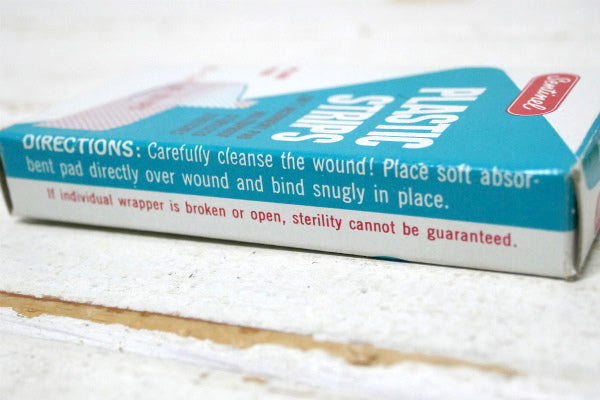 Sentinel
PLASTIC
STRIPS
DIRECTIONS: Carefully cleanse the wound! Place soft absor-
bent pad directly over wound and bind snugly in place.
If individual wrapper is broken or open, sterility cannot be guaranteed.